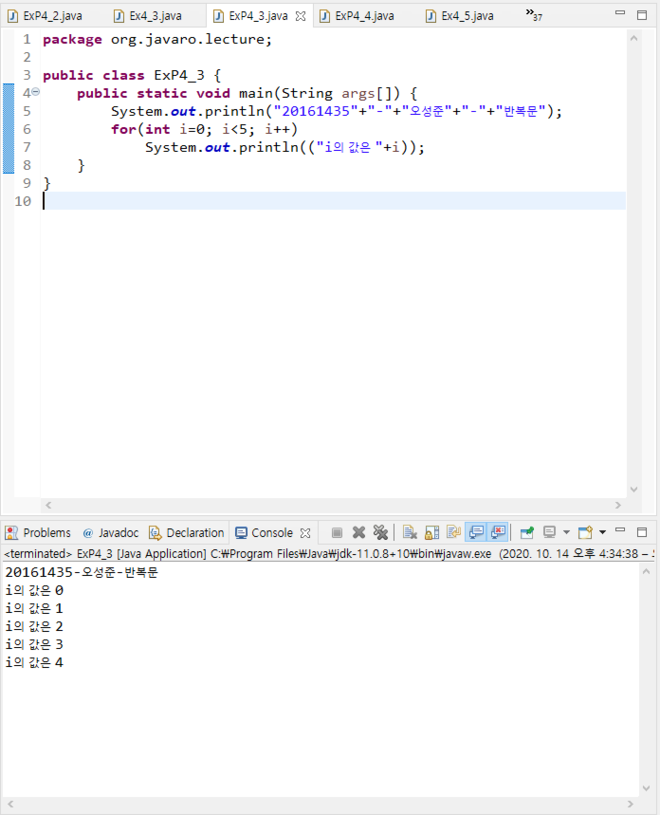 ExP4_2.java Ex4_3.java ExP4_3.java ExP4_4.java Ex4_5.java »37
1 package org.javaro.lecture;
2
3 public class ExP4_3 {
4 public static void main(String args[]) {
5 System.out.println("20161435"+"-"+"오성준"+"-"+"반복문");
6 for(int i=0; i<5; i++)
7 System.out.println(("i의 값은 "+i));
8 }
9 }
10
Problems @ Javadoc Declaration Console
<terminated> ExP4_3 [Java Application] C:₩Program Files₩Java₩jdk-11.0.8+10₩bin₩javaw.exe (2020. 10. 14 오후 4:34:38 –
20161435-오성준-반복문
i의 값은 0
i의 값은 1
i의 값은 2
i의 값은 3
i의 값은 4